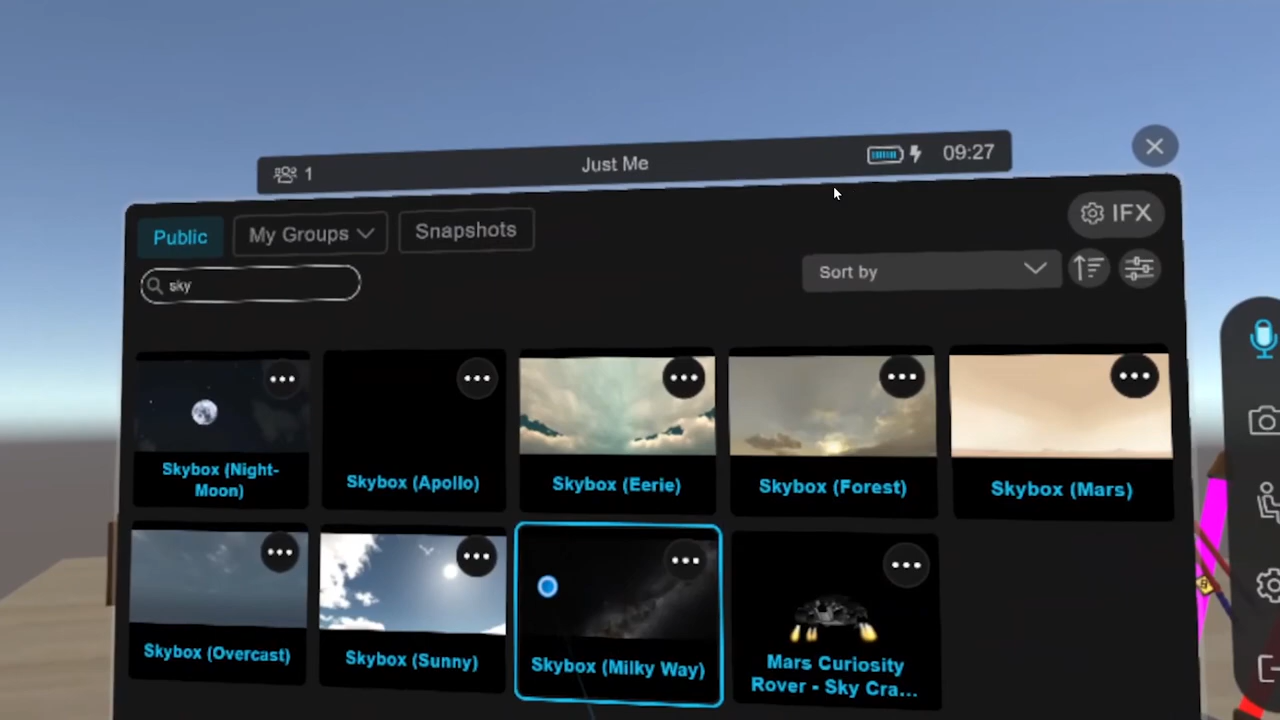 1
Just Me
09:27
Public
My Groups
Snapshots
IFX
sky
Sort by
Skybox (Night-
Moon)
Skybox (Apollo)
Skybox (Eerie)
Skybox (Forest)
Skybox (Mars)
Skybox (Overcast)
Skybox (Sunny)
Skybox (Milky Way)
Mars Curiosity
Rover - Sky Cra...